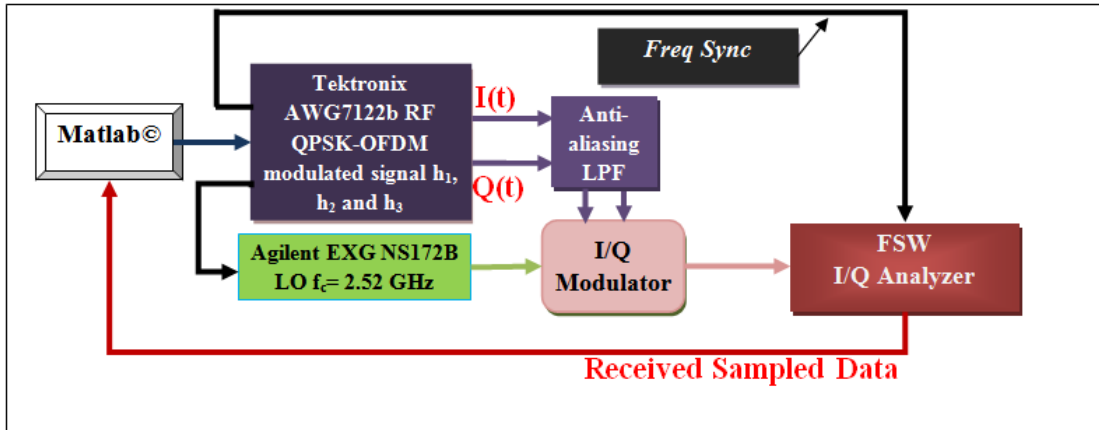 Freq Sync
Tektronix
AWG7122b RF
QPSK-OFDM
modulated signal h₁,
h₂ and h₃
I(t)
Q(t)
Anti-
aliasing
LPF
Matlab©
Agilent EXG NS172B
LO f꜀= 2.52 GHz
I/Q
Modulator
FSW
I/Q Analyzer
Received Sampled Data